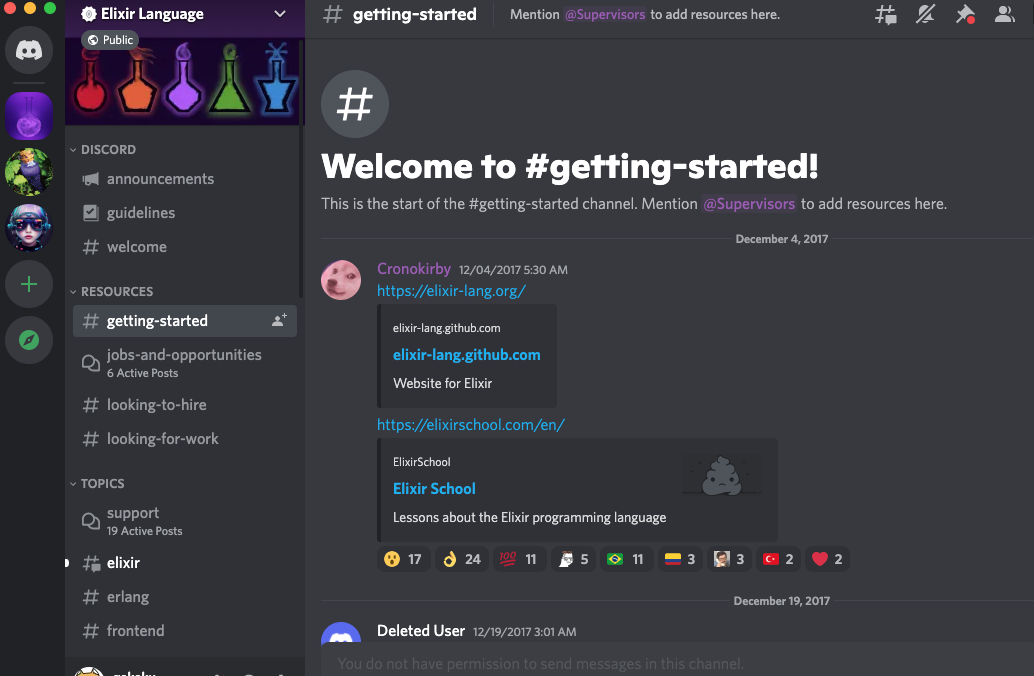 Elixir Language
Public
DISCORD
announcements
guidelines
welcome
RESOURCES
getting-started
jobs-and-opportunities
6 Active Posts
looking-to-hire
looking-for-work
TOPICS
support
19 Active Posts
elixir
erlang
frontend
getting-started
Mention @Supervisors to add resources here.
Welcome to #getting-started!
This is the start of the #getting-started channel. Mention @Supervisors to add resources here.
December 4, 2017
Cronokirby 12/04/2017 5:30 AM
https://elixir-lang.org/
elixir-lang.github.com
elixir-lang.github.com
Website for Elixir
https://elixirschool.com/en/
ElixirSchool
Elixir School
Lessons about the Elixir programming language
17 24 100 11 5 11 3 3 2 2
December 19, 2017
Deleted User 12/19/2017 3:01 AM
You do not have permission to send messages in this channel.